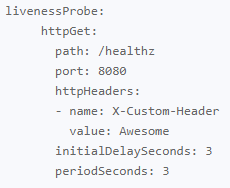 livenessProbe:
      httpGet:
        path: /healthz
        port: 8080
        httpHeaders:
        - name: X-Custom-Header
          value: Awesome
        initialDelaySeconds: 3
        periodSeconds: 3